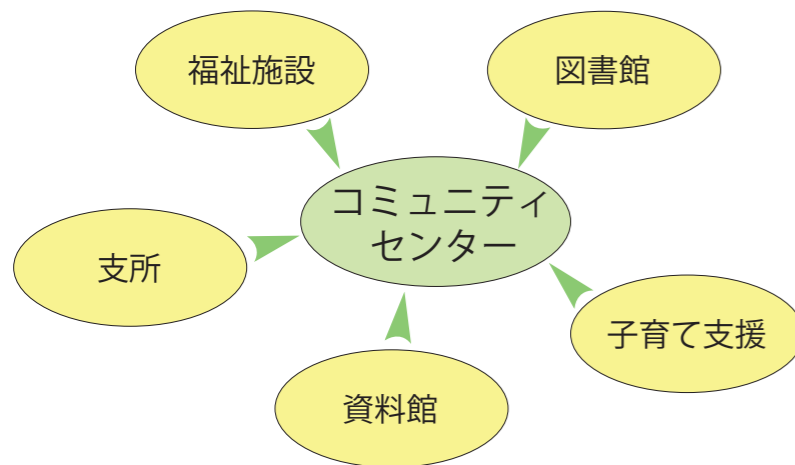 福祉施設
図書館
コミュニティ
センター
支所
子育て支援
資料館